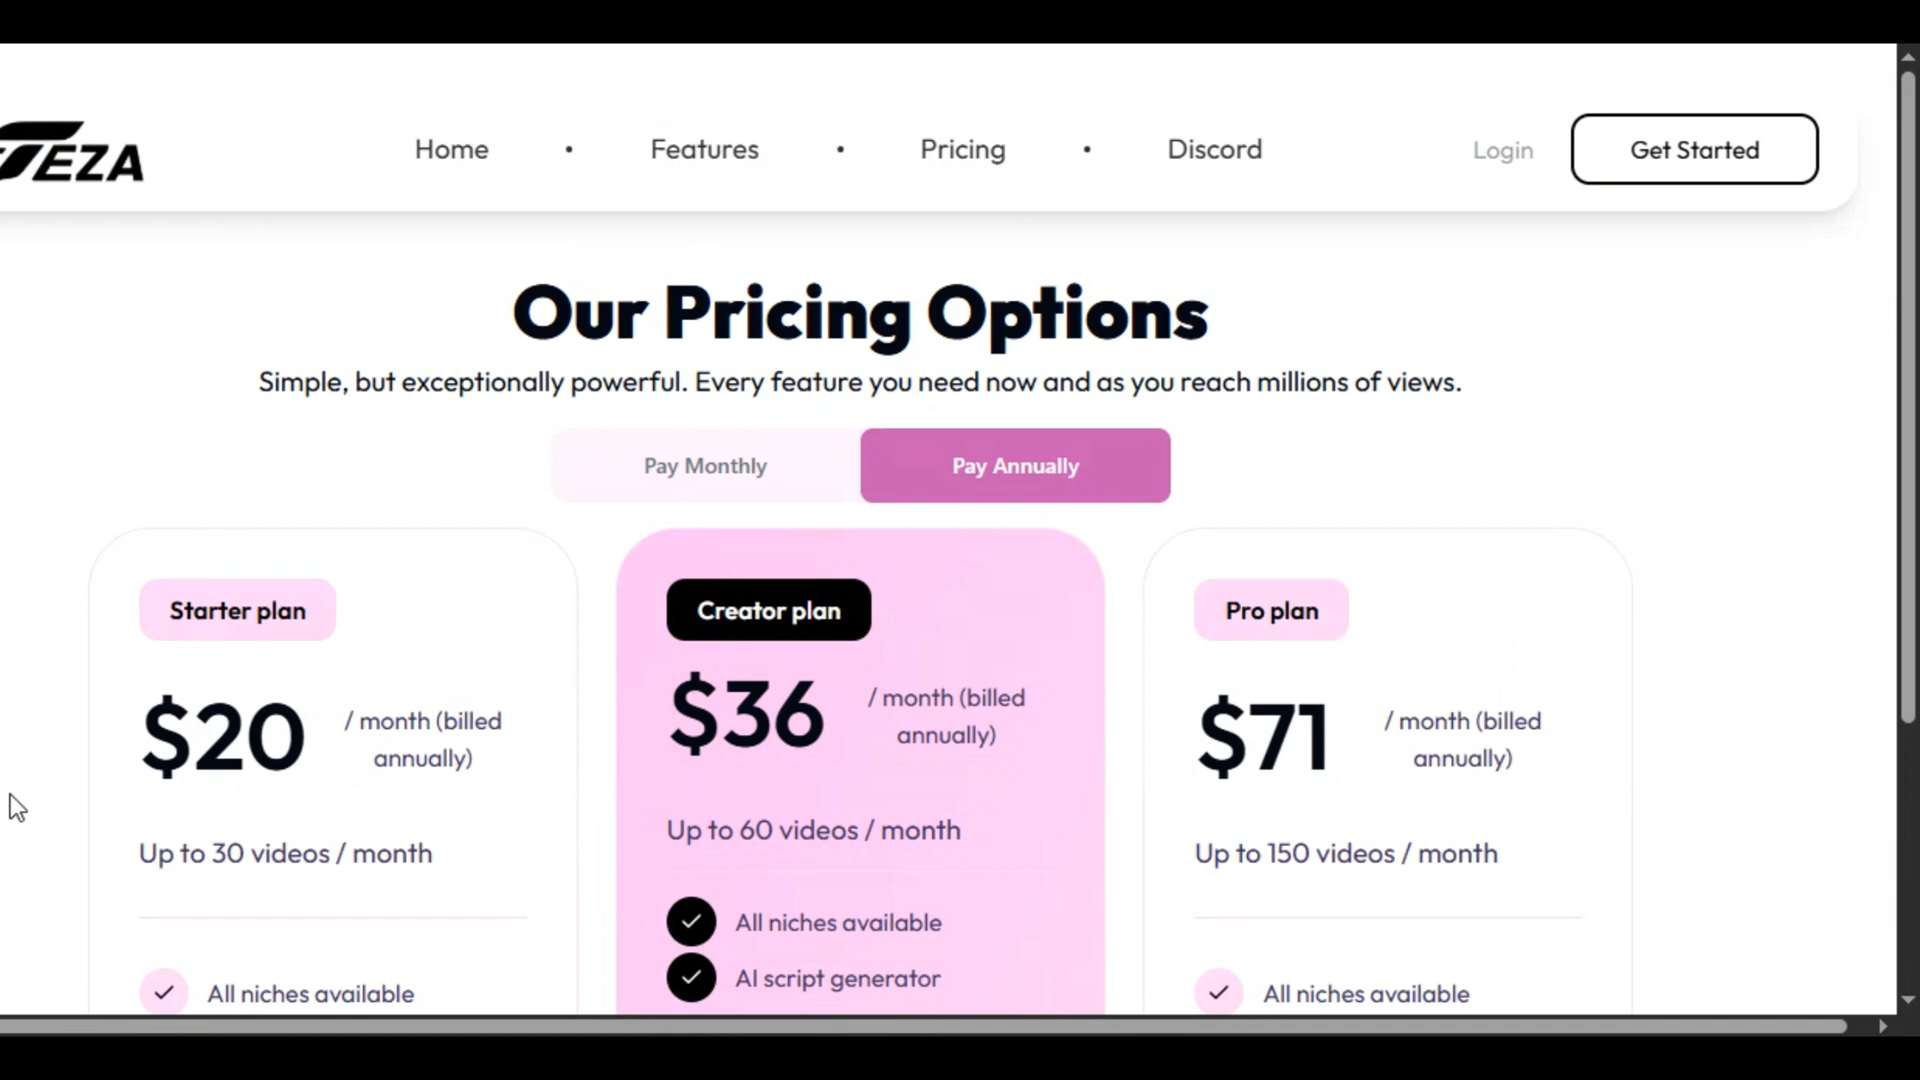 TEZA
Home • Features • Pricing • Discord
Login
Get Started
Our Pricing Options
Simple, but exceptionally powerful. Every feature you need now and as you reach millions of views.
Pay Monthly
Pay Annually
Starter plan
$20 / month (billed
annually)
Up to 30 videos / month
All niches available
Creator plan
$36 / month (billed
annually)
Up to 60 videos / month
All niches available
AI script generator
Pro plan
$71 / month (billed
annually)
Up to 150 videos / month
All niches available